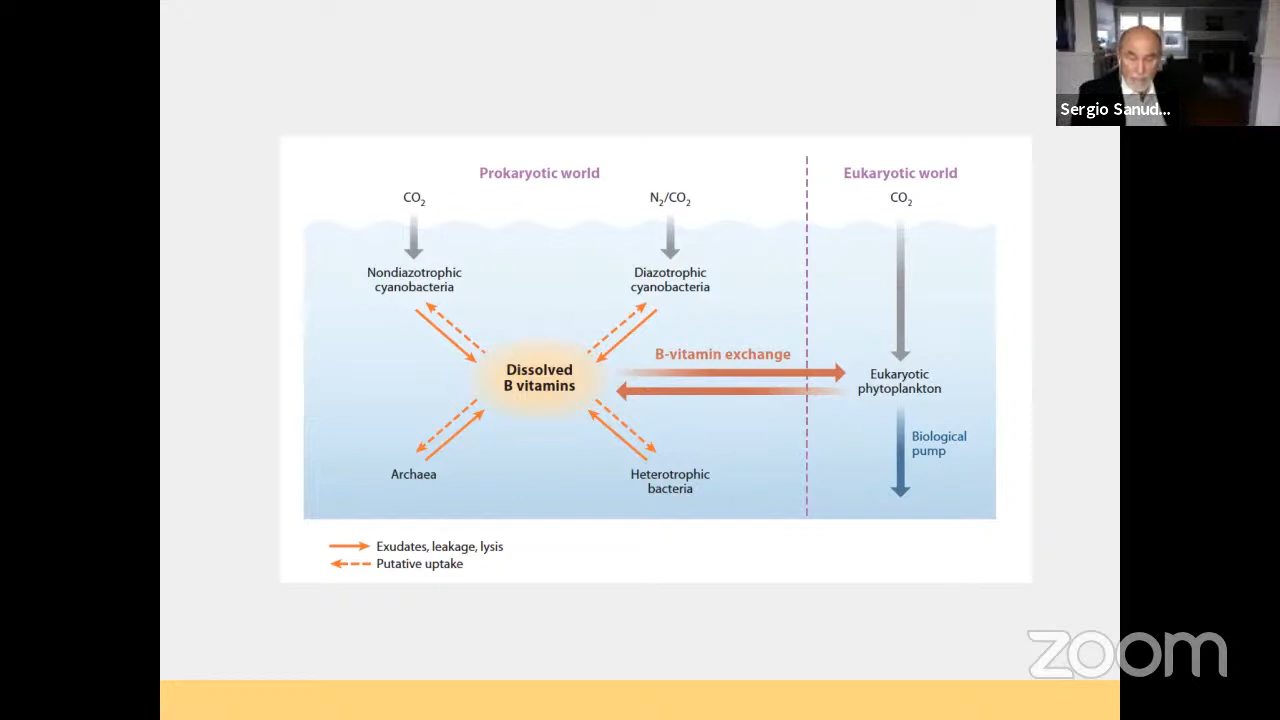 Sergio Sanud...
Prokaryotic world
Eukaryotic world
CO2
N2/CO2
CO2
Nondiazotrophic
cyanobacteria
Diazotrophic
cyanobacteria
Dissolved
B vitamins
B-vitamin exchange
Eukaryotic
phytoplankton
Biological
pump
Archaea
Heterotrophic
bacteria
Exudates, leakage, lysis
Putative uptake
zoom